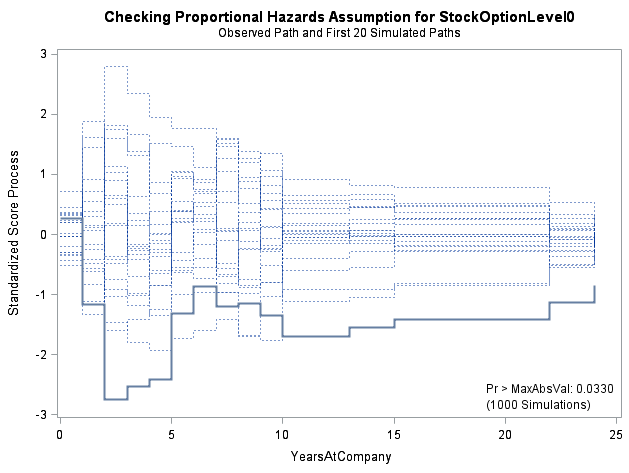 Checking Proportional Hazards Assumption for StockOptionLevel0
Observed Path and First 20 Simulated Paths
Standardized Score Process
3
2
1
0
-1
-2
-3
Pr > MaxAbsVal: 0.0330
(1000 Simulations)
0
5
10
15
20
25
YearsAtCompany